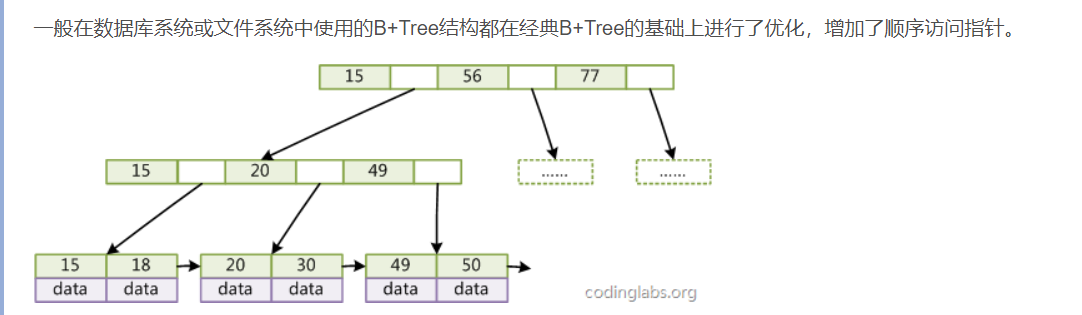 一般在数据库系统或文件系统中使用的B+Tree结构都在经典B+Tree的基础上进行了优化，增加了顺序访问指针。
15 56 77
15 20 49 ...... ......
15 18 20 30 49 50
data data data data data data
codinglabs.org